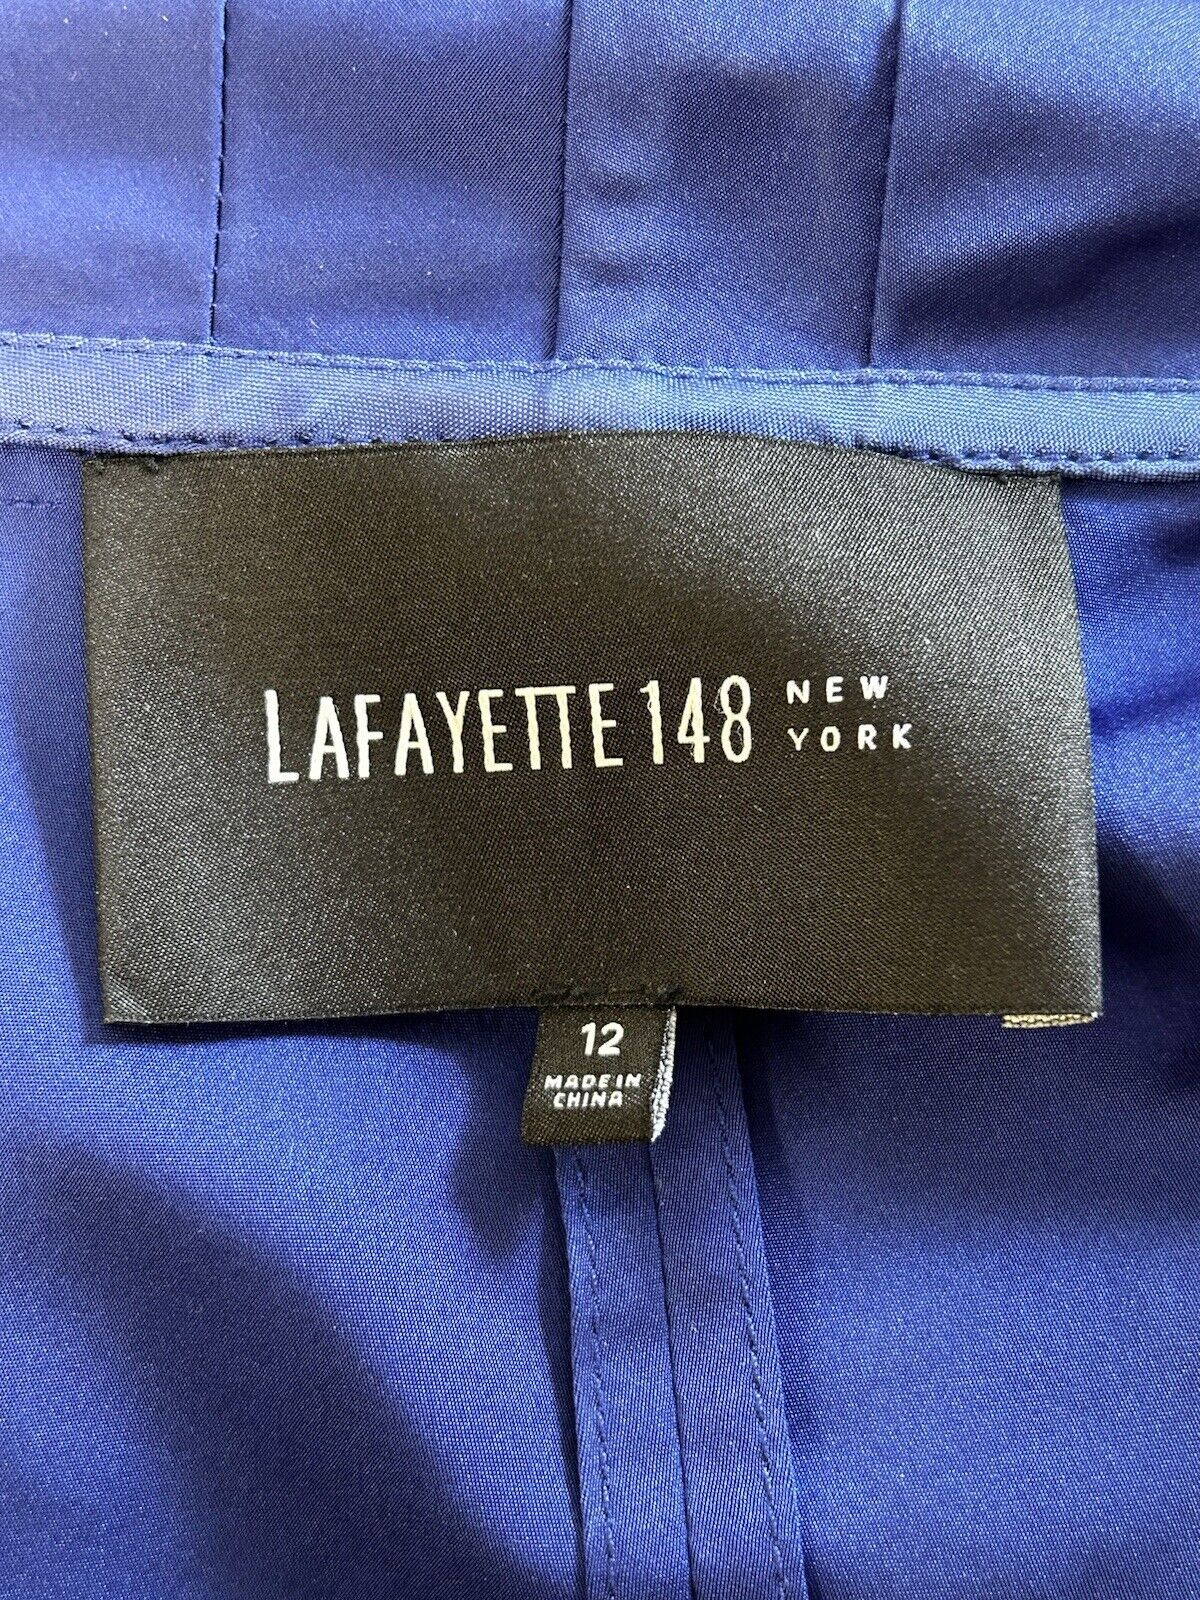 LAFAYETTE 148 NEW YORK
12
MADE IN
CHINA